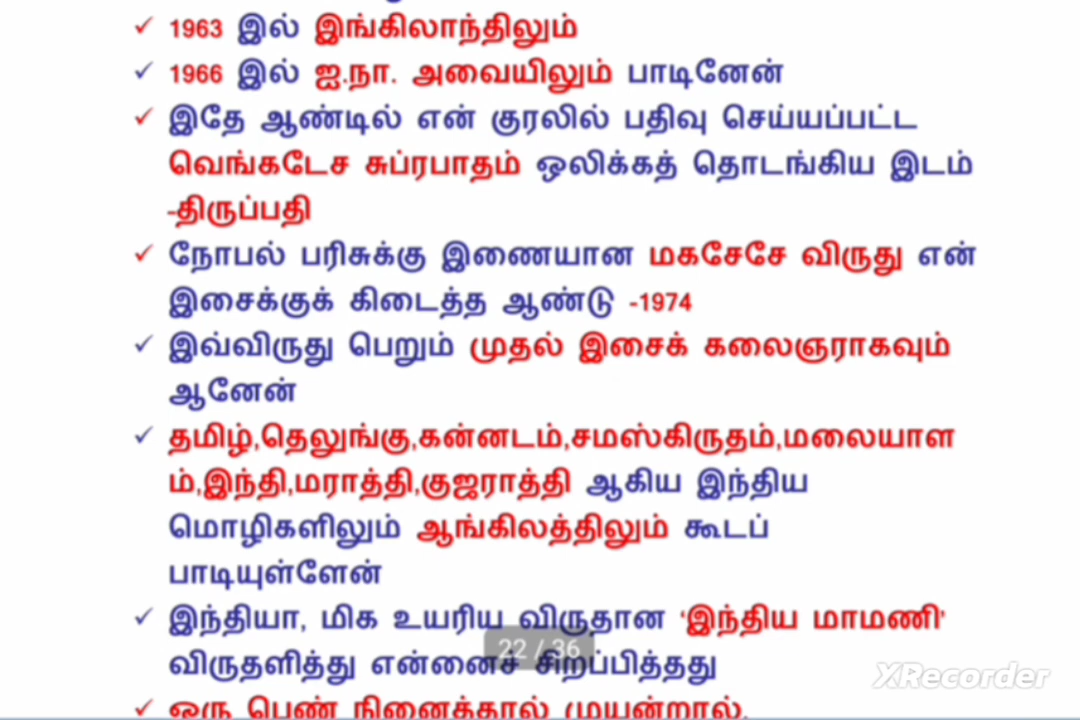 ✓ 1963 இல் இங்கிலாந்திலும்
✓ 1966 இல் ஐ.நா. அவையிலும் பாடினேன்
✓ இதே ஆண்டில் என் குரலில் பதிவு செய்யப்பட்ட
வெங்கடேச சுப்ரபாதம் ஒலிக்கத் தொடங்கிய இடம்
-திருப்பதி
✓ நோபல் பரிசுக்கு இணையான மகசேசே விருது என்
இசைக்குக் கிடைத்த ஆண்டு -1974
✓ இவ்விருது பெறும் முதல் இசைக் கலைஞராகவும்
ஆனேன்
✓ தமிழ்,தெலுங்கு,கன்னடம்,சமஸ்கிருதம்,மலையாள
ம்,இந்தி,மராத்தி,குஜராத்தி ஆகிய இந்திய
மொழிகளிலும் ஆங்கிலத்திலும் கூடப்
பாடியுள்ளேன்
✓ இந்தியா, மிக உயரிய விருதான 'இந்திய மாமணி'
22 / 36
விருதளித்து என்னைச் சிறப்பித்தது
XRecorder
✓ ஒரு பெண் நினைத்தால் முயன்றால்,